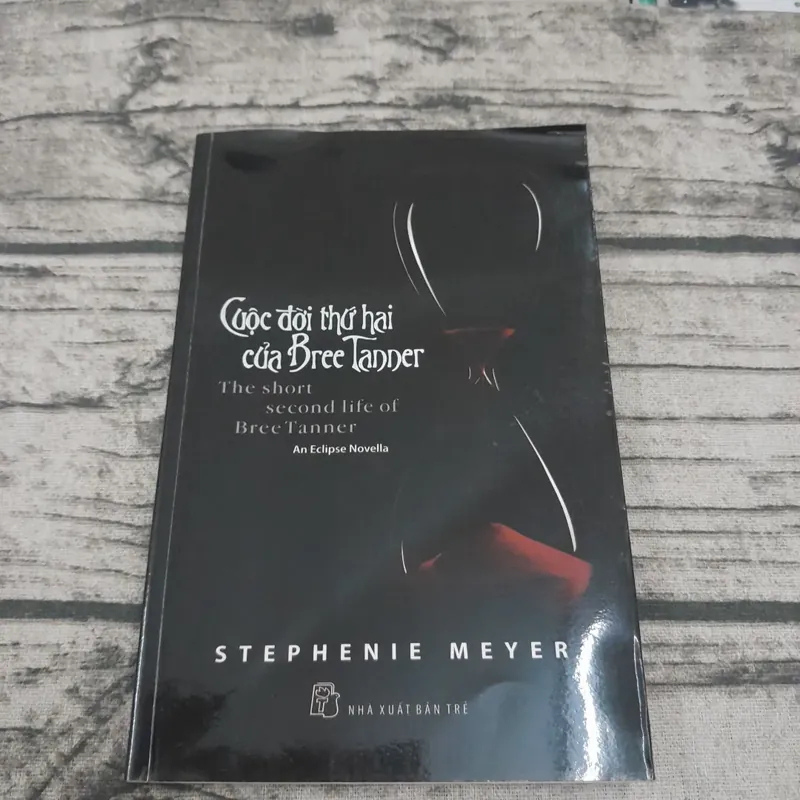 Cuộc đời thứ hai
của Bree Tanner
The short
second life of
Bree Tanner
An Eclipse Novella
STEPHENIE MEYER
NHÀ XUẤT BẢN TRẺ